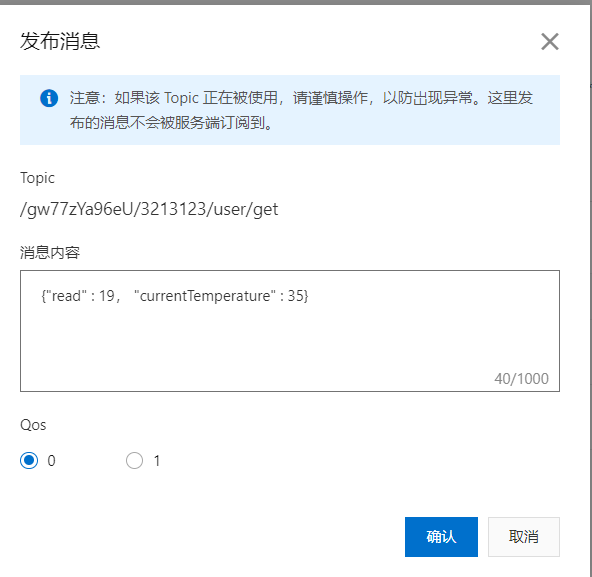 发布消息
注意：如果该 Topic 正在被使用，请谨慎操作，以防出现异常。这里发
布的消息不会被服务端订阅到。
Topic
/gw77zYa96eU/3213123/user/get
消息内容
{"read" : 19， "currentTemperature" : 35}
40/1000
Qos
0 1
确认 取消